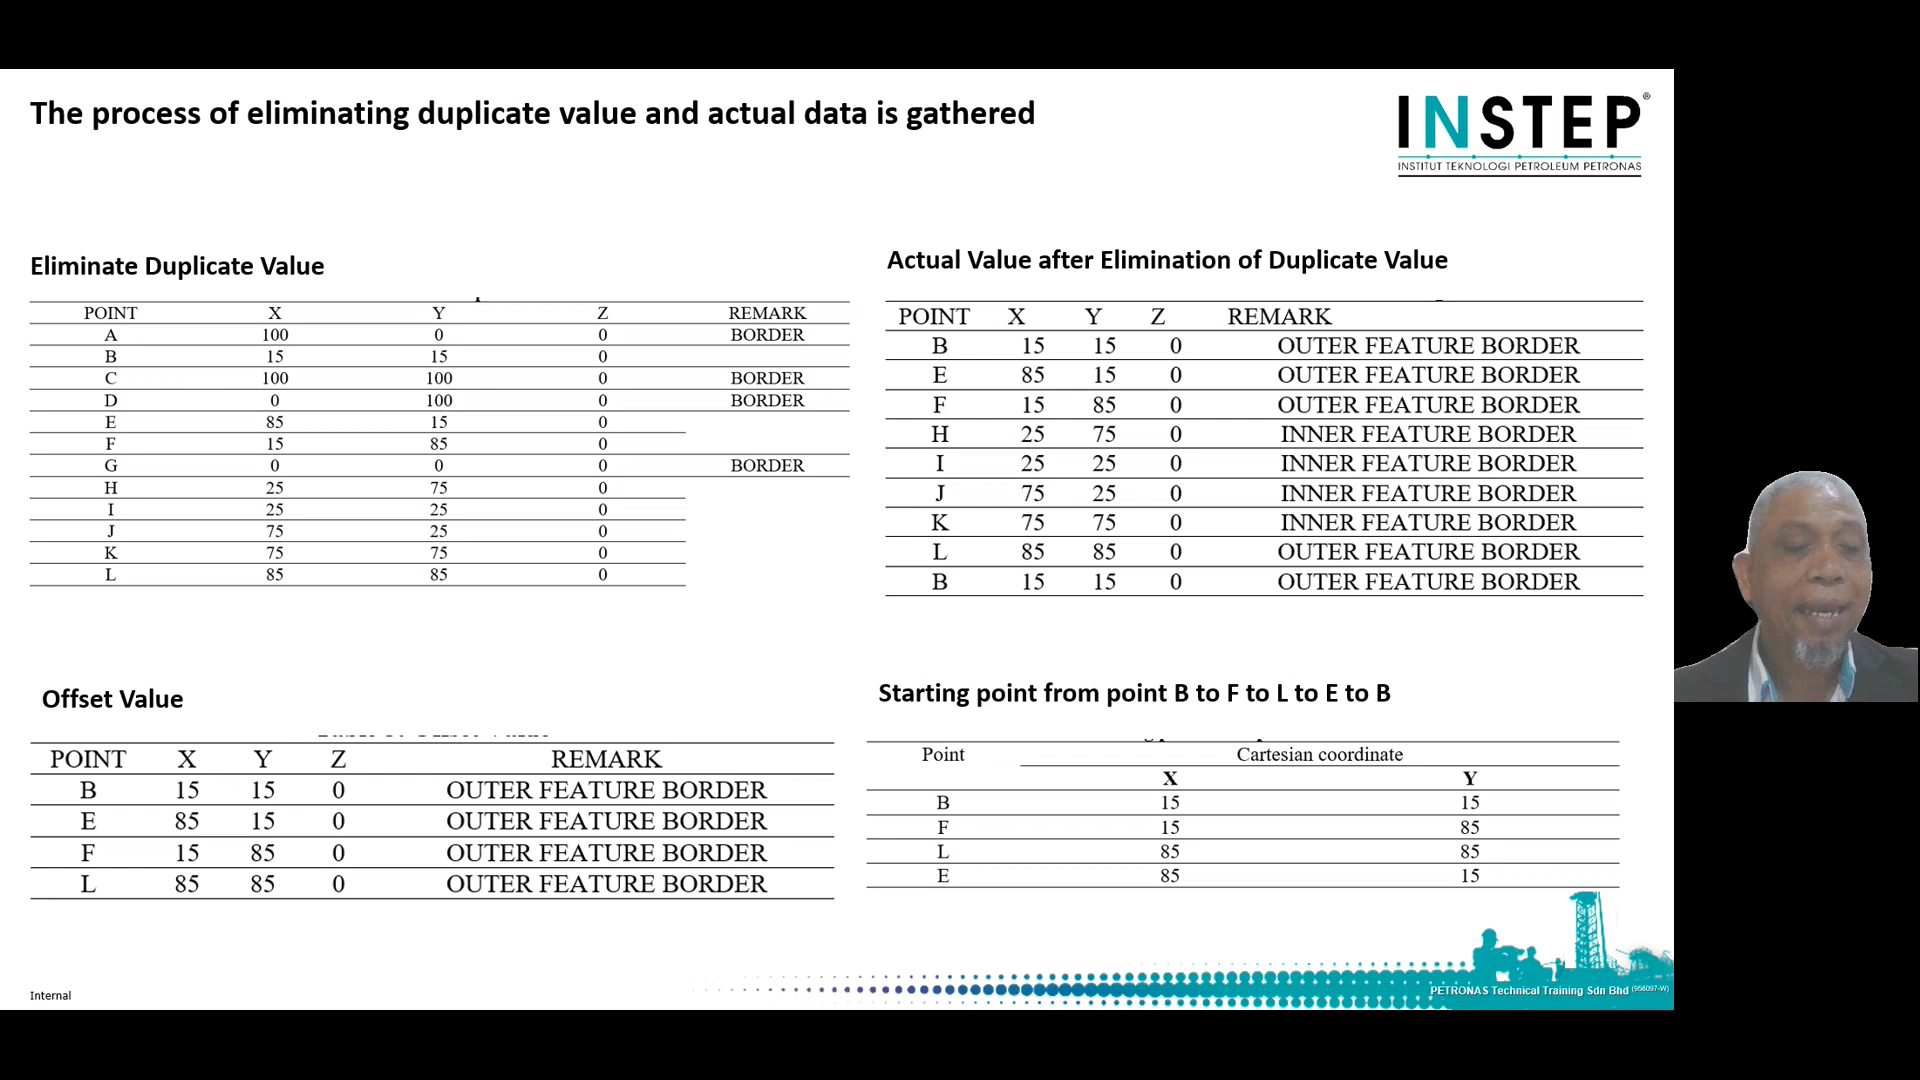 The process of eliminating duplicate value and actual data is gathered
INSTEP®
INSTITUT TEKNOLOGI PETROLEUM PETRONAS
Eliminate Duplicate Value
POINT X Y Z REMARK
A 100 0 0 BORDER
B 15 15 0
C 100 100 0 BORDER
D 0 100 0 BORDER
E 85 15 0
F 15 85 0
G 0 0 0 BORDER
H 25 75 0
I 25 25 0
J 75 25 0
K 75 75 0
L 85 85 0
Actual Value after Elimination of Duplicate Value
POINT X Y Z REMARK
B 15 15 0 OUTER FEATURE BORDER
E 85 15 0 OUTER FEATURE BORDER
F 15 85 0 OUTER FEATURE BORDER
H 25 75 0 INNER FEATURE BORDER
I 25 25 0 INNER FEATURE BORDER
J 75 25 0 INNER FEATURE BORDER
K 75 75 0 INNER FEATURE BORDER
L 85 85 0 OUTER FEATURE BORDER
B 15 15 0 OUTER FEATURE BORDER
Offset Value
POINT X Y Z REMARK
B 15 15 0 OUTER FEATURE BORDER
E 85 15 0 OUTER FEATURE BORDER
F 15 85 0 OUTER FEATURE BORDER
L 85 85 0 OUTER FEATURE BORDER
Starting point from point B to F to L to E to B
Point Cartesian coordinate
X Y
B 15 15
F 15 85
L 85 85
E 85 15
Internal
PETRONAS Technical Training Sdn Bhd (956097-W)